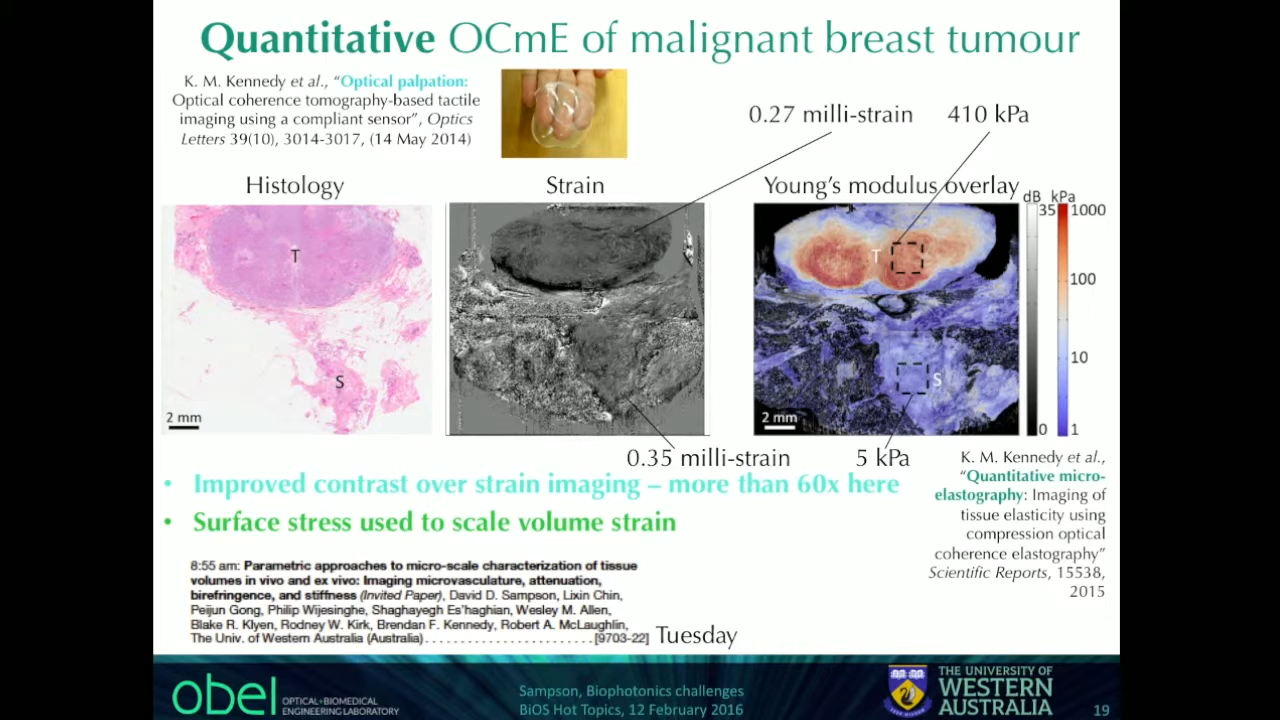 Quantitative OCmE of malignant breast tumour
K. M. Kennedy et al., “Optical palpation:
Optical coherence tomography-based tactile
imaging using a compliant sensor”, Optics
Letters 39(10), 3014-3017, (14 May 2014)
0.27 milli-strain
410 kPa
Histology
Strain
Young's modulus overlay
dB kPa
T
S
2 mm
T
S
2 mm
35
0
1000
100
10
1
0.35 milli-strain
5 kPa
• Improved contrast over strain imaging – more than 60x here
• Surface stress used to scale volume strain
K. M. Kennedy et al.,
“Quantitative micro-
elastography: Imaging of
tissue elasticity using
compression optical
coherence elastography”
Scientific Reports, 15538,
2015
8:55 am: Parametric approaches to micro-scale characterization of tissue
volumes in vivo and ex vivo: Imaging microvasculature, attenuation,
birefringence, and stiffness (Invited Paper), David D. Sampson, Lixin Chin,
Peijun Gong, Philip Wijesinghe, Shaghayegh Es'haghian, Wesley M. Allen,
Blake R. Klyen, Rodney W. Kirk, Brendan F. Kennedy, Robert A. McLaughlin,
The Univ. of Western Australia (Australia) . . . . . . . . . . . . . . . . . . . . . . . . [9703-22] Tuesday
obel
OPTICAL+BIOMEDICAL
ENGINEERING LABORATORY
Sampson, Biophotonics challenges
BiOS Hot Topics, 12 February 2016
THE UNIVERSITY OF
WESTERN
AUSTRALIA
19